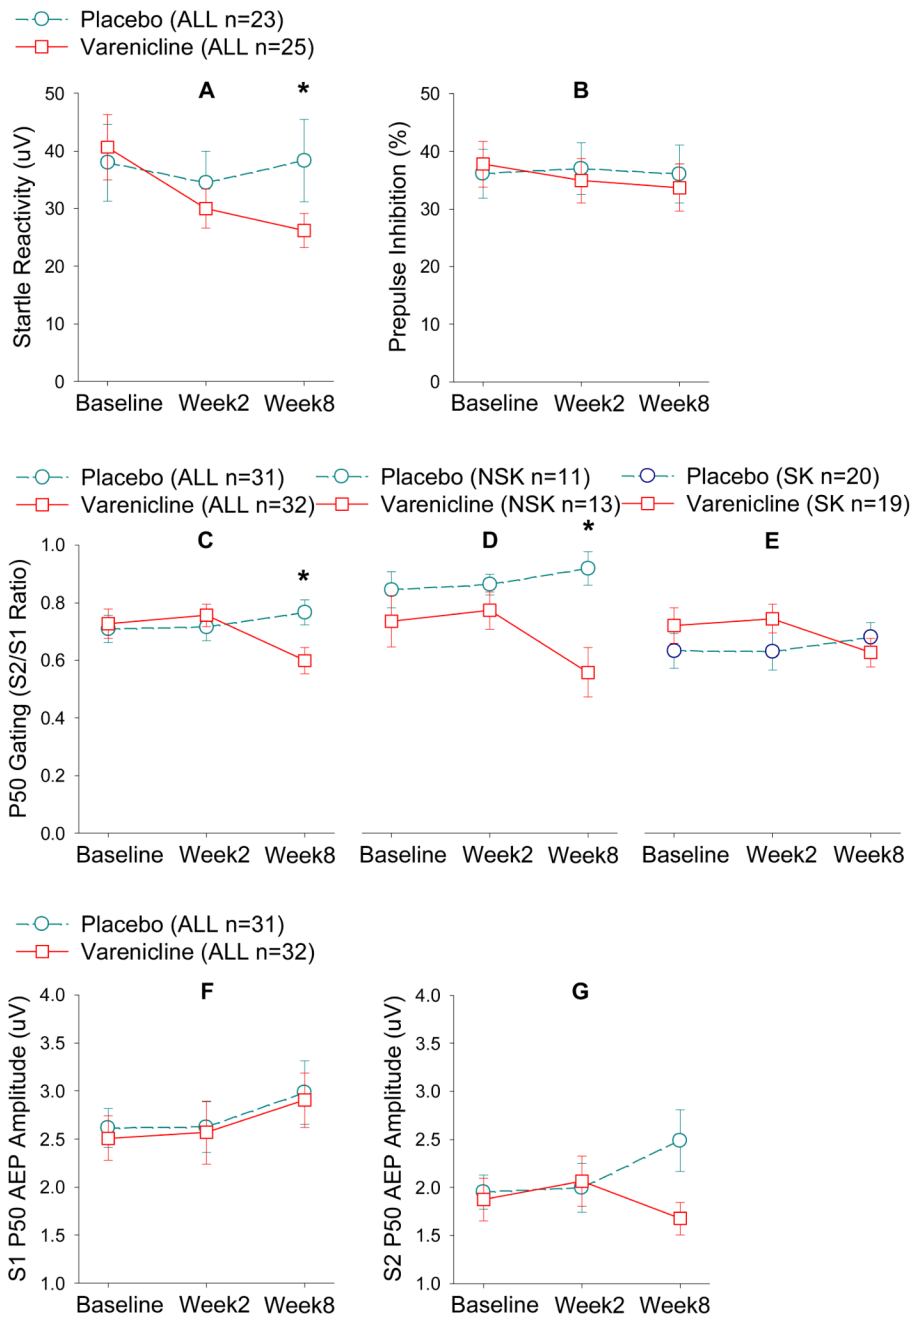 Placebo (ALL n=23)
Varenicline (ALL n=25)
A
*
B
Startle Reactivity (uV)
50
40
30
20
10
0
Baseline Week2 Week8
Prepulse Inhibition (%)
50
40
30
20
10
0
Baseline Week2 Week8
Placebo (ALL n=31)
Varenicline (ALL n=32)
Placebo (NSK n=11)
Varenicline (NSK n=13)
Placebo (SK n=20)
Varenicline (SK n=19)
C
*
D
*
E
P50 Gating (S2/S1 Ratio)
1.0
0.8
0.6
0.4
0.2
0.0
Baseline Week2 Week8
Baseline Week2 Week8
Baseline Week2 Week8
Placebo (ALL n=31)
Varenicline (ALL n=32)
F
G
S1 P50 AEP Amplitude (uV)
4.0
3.5
3.0
2.5
2.0
1.5
1.0
Baseline Week2 Week8
S2 P50 AEP Amplitude (uV)
4.0
3.5
3.0
2.5
2.0
1.5
1.0
Baseline Week2 Week8